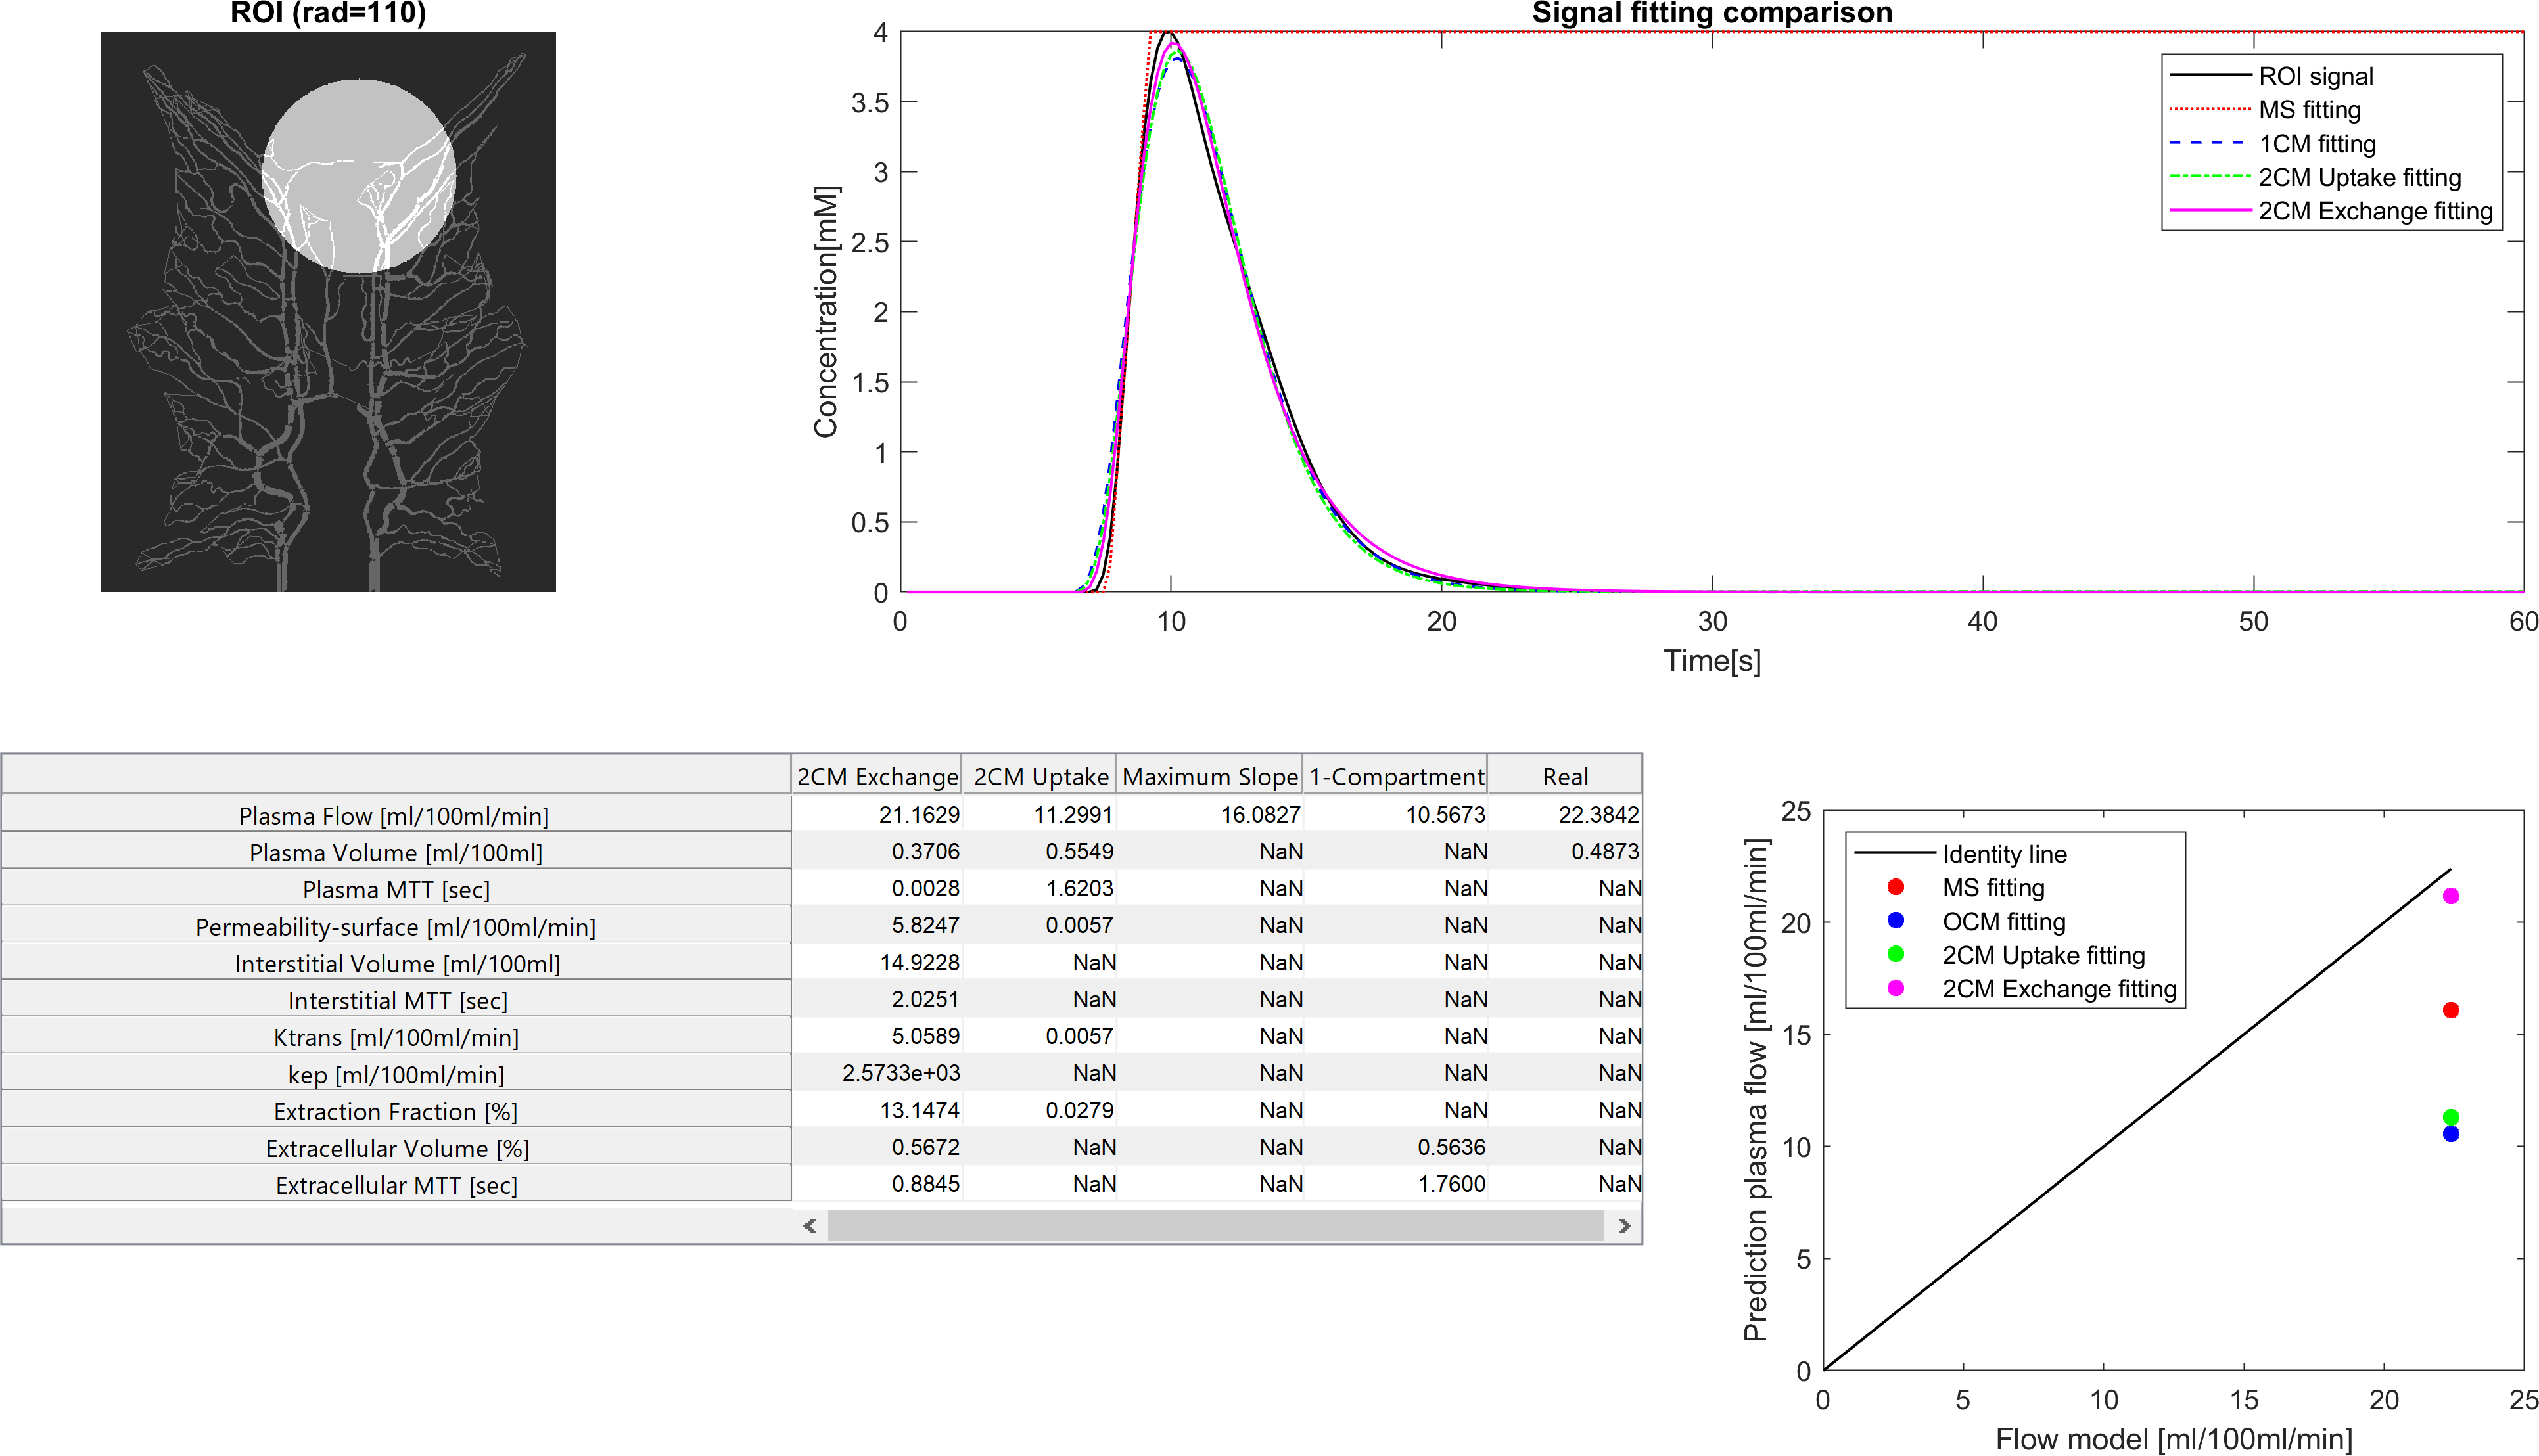 ROI (rad=110)
Signal fitting comparison
4
3.5
3
2.5
2
1.5
1
0.5
0
Concentration[mM]
0 10 20 30 40 50 60
Time[s]
ROI signal
MS fitting
1CM fitting
2CM Uptake fitting
2CM Exchange fitting
2CM Exchange 2CM Uptake Maximum Slope 1-Compartment Real
Plasma Flow [ml/100ml/min] 21.1629 11.2991 16.0827 10.5673 22.3842
Plasma Volume [ml/100ml] 0.3706 0.5549 NaN NaN 0.4873
Plasma MTT [sec] 0.0028 1.6203 NaN NaN NaN
Permeability-surface [ml/100ml/min] 5.8247 0.0057 NaN NaN NaN
Interstitial Volume [ml/100ml] 14.9228 NaN NaN NaN NaN
Interstitial MTT [sec] 2.0251 NaN NaN NaN NaN
Ktrans [ml/100ml/min] 5.0589 0.0057 NaN NaN NaN
kep [ml/100ml/min] 2.5733e+03 NaN NaN NaN NaN
Extraction Fraction [%] 13.1474 0.0279 NaN NaN NaN
Extracellular Volume [%] 0.5672 NaN NaN 0.5636 NaN
Extracellular MTT [sec] 0.8845 NaN NaN 1.7600 NaN
25
20
15
10
5
0
Prediction plasma flow [ml/100ml/min]
Identity line
MS fitting
OCM fitting
2CM Uptake fitting
2CM Exchange fitting
0 5 10 15 20 25
Flow model [ml/100ml/min]